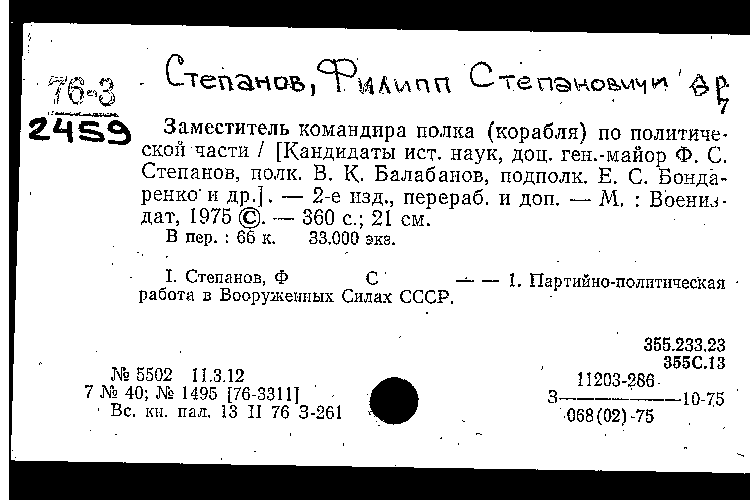 Степанов, Филипп Степанович и др
76-3
2459
7
Заместитель командира полка (корабля) по политиче-
ской части / [Кандидаты ист. наук, доц. ген.-майор Ф. С.
Степанов, полк. В. К. Балабанов, подполк. Е. С. Бонда-
ренко и др.]. — 2-е изд., перераб. и доп. — М. : Воениз-
дат, 1975 ©. — 360 с.; 21 см.
В пер. : 66 к. 33.000 экз.
I. Степанов, Ф С — — 1. Партийно-политическая
работа в Вооруженных Силах СССР.
355.233.23
355С.13
№ 5502 11.3.12
7 № 40; № 1495 [76-3311]
Вс. кн. пал. 13 II 76 З-261
11203-286
З—————10-75
068(02)-75